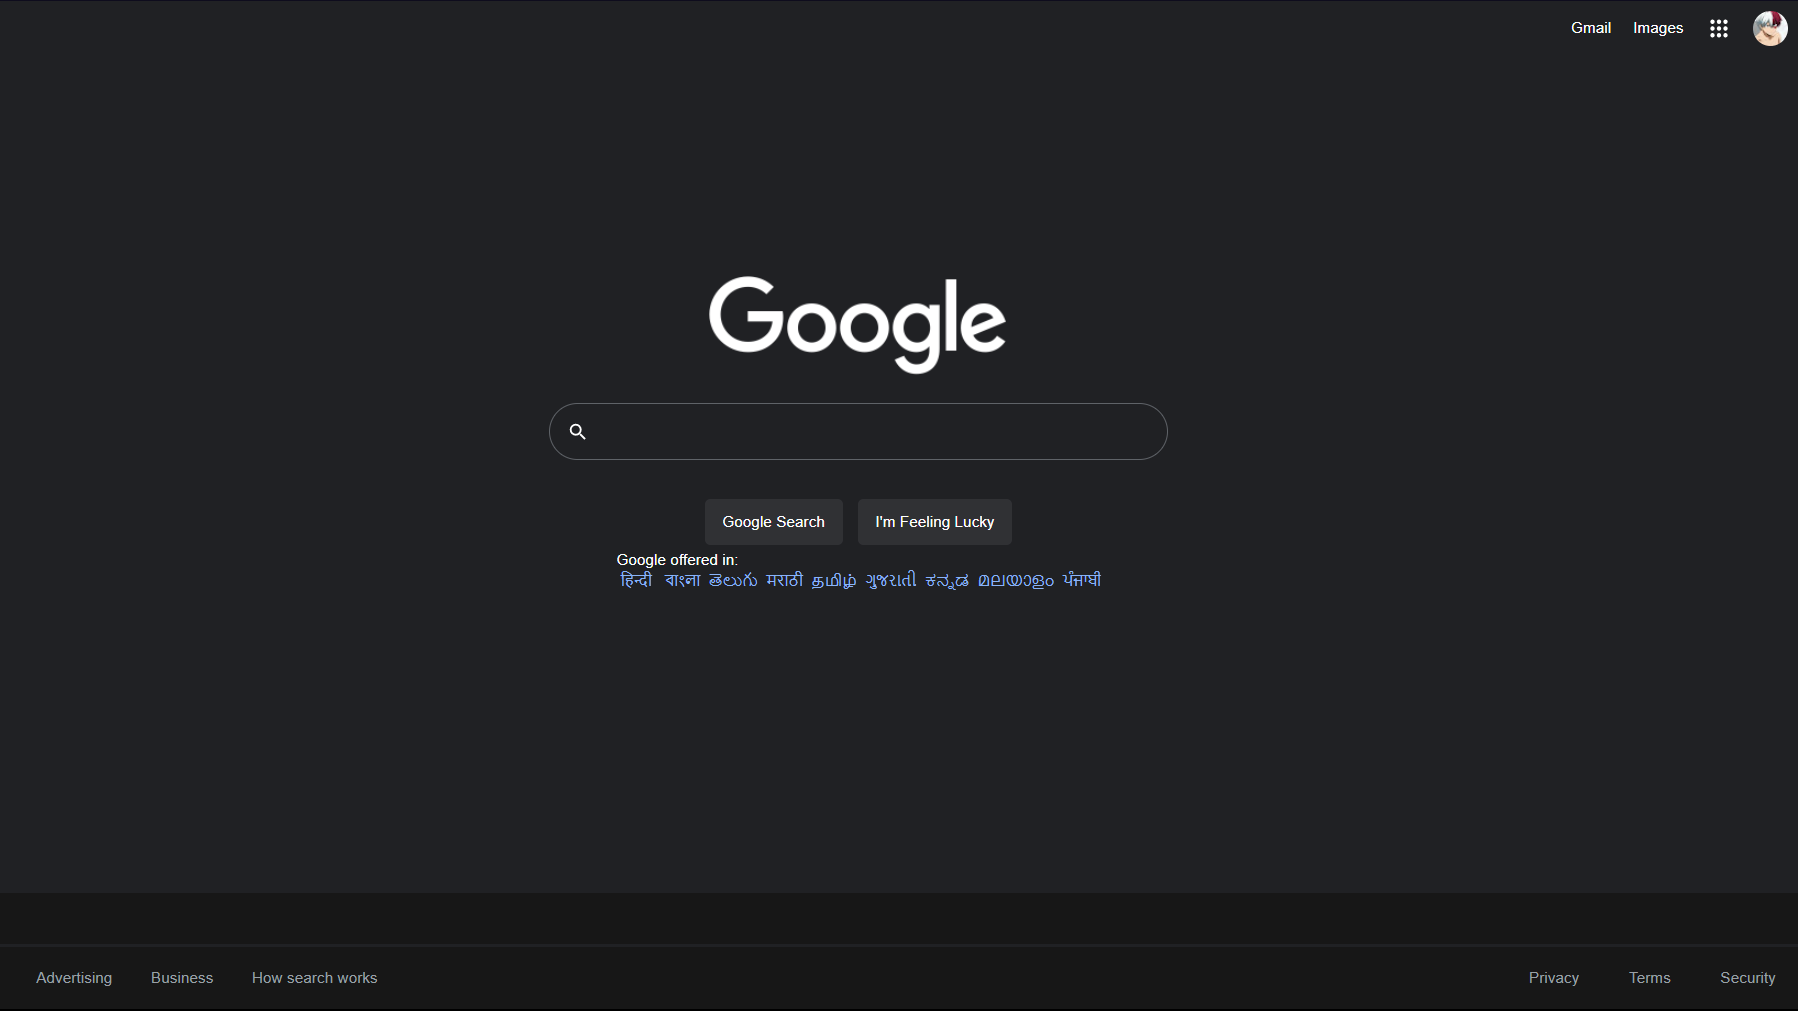 Gmail Images
Google
Google Search I'm Feeling Lucky
Google offered in:
हिन्दी বাংলা తెలుగు मराठी தமிழ் ગુજરાતી ಕನ್ನಡ മലയാളം ਪੰਜਾਬੀ
Advertising Business How search works Privacy Terms Security